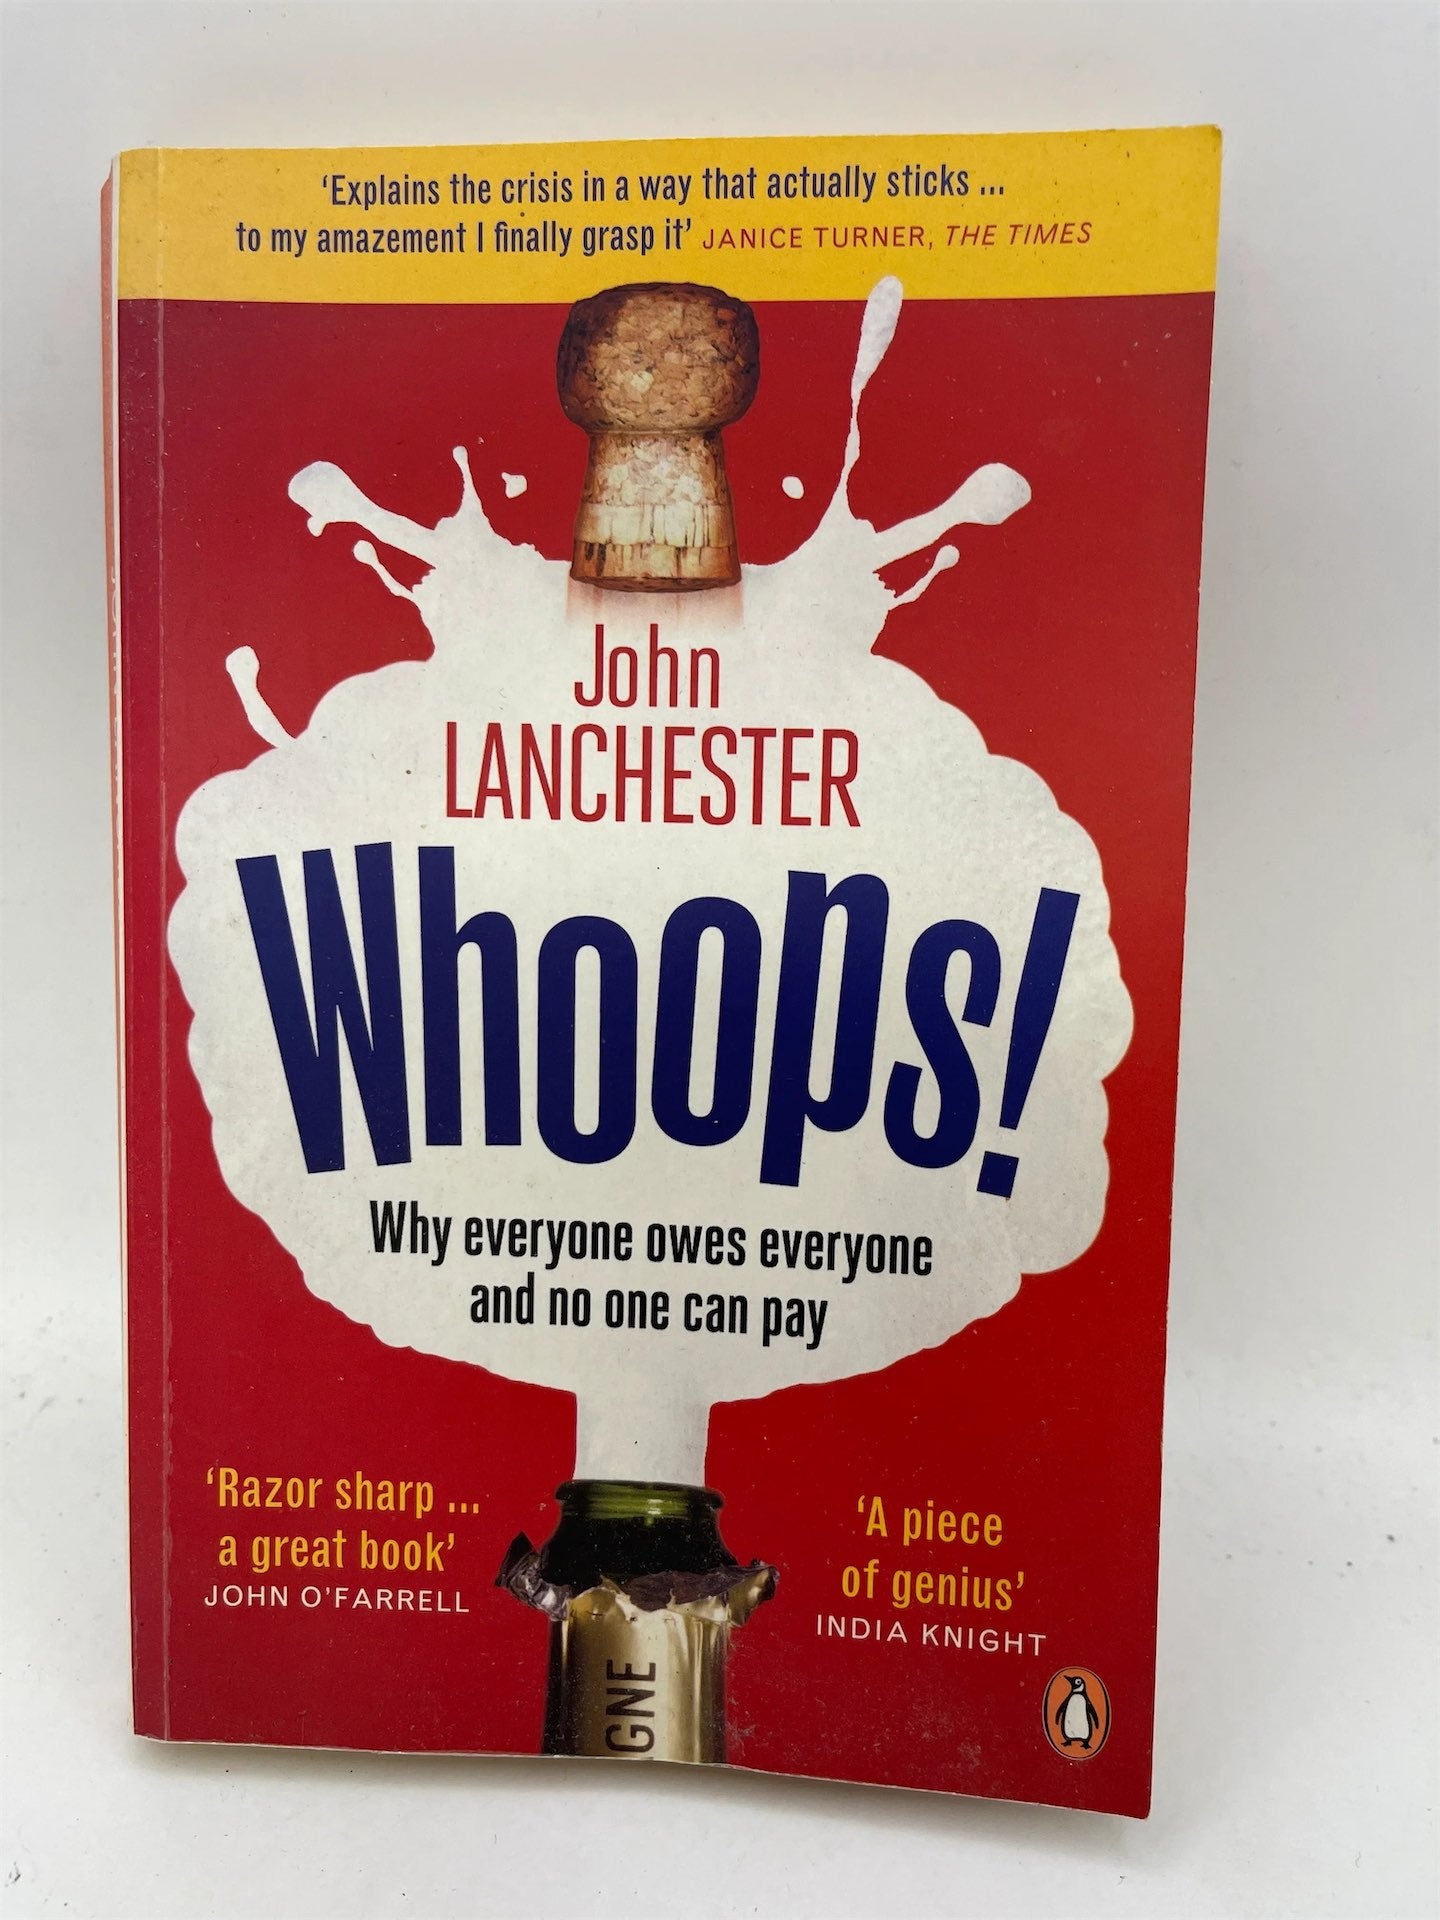 ‘Explains the crisis in a way that actually sticks ...
to my amazement I finally grasp it’ JANICE TURNER, THE TIMES
John
LANCHESTER
Whoops!
Why everyone owes everyone
and no one can pay
‘Razor sharp ...
a great book’
JOHN O’FARRELL
‘A piece
of genius’
INDIA KNIGHT
GNE